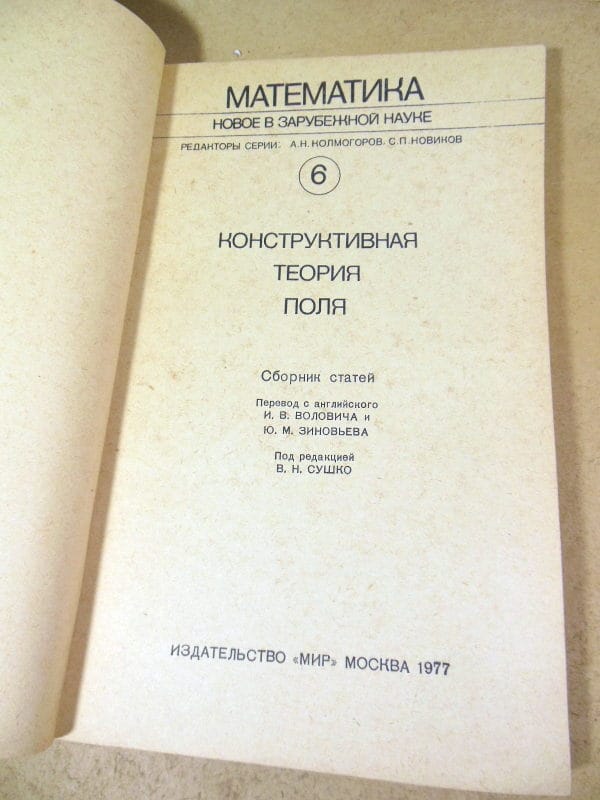 МАТЕМАТИКА
НОВОЕ В ЗАРУБЕЖНОЙ НАУКЕ
РЕДАКТОРЫ СЕРИИ: А.Н.КОЛМОГОРОВ, С.П.НОВИКОВ
6
КОНСТРУКТИВНАЯ
ТЕОРИЯ
ПОЛЯ
Сборник статей
Перевод с английского
И. В. ВОЛОВИЧА и
Ю. М. ЗИНОВЬЕВА
Под редакцией
В. Н. СУШКО
ИЗДАТЕЛЬСТВО «МИР» МОСКВА 1977